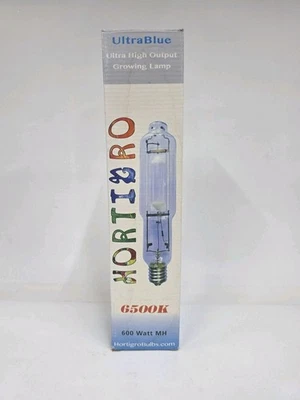 UltraBlue
Ultra High Output
Growing Lamp
HORTIGRO
6500K
600 Watt MH
HortigroBulbs.com